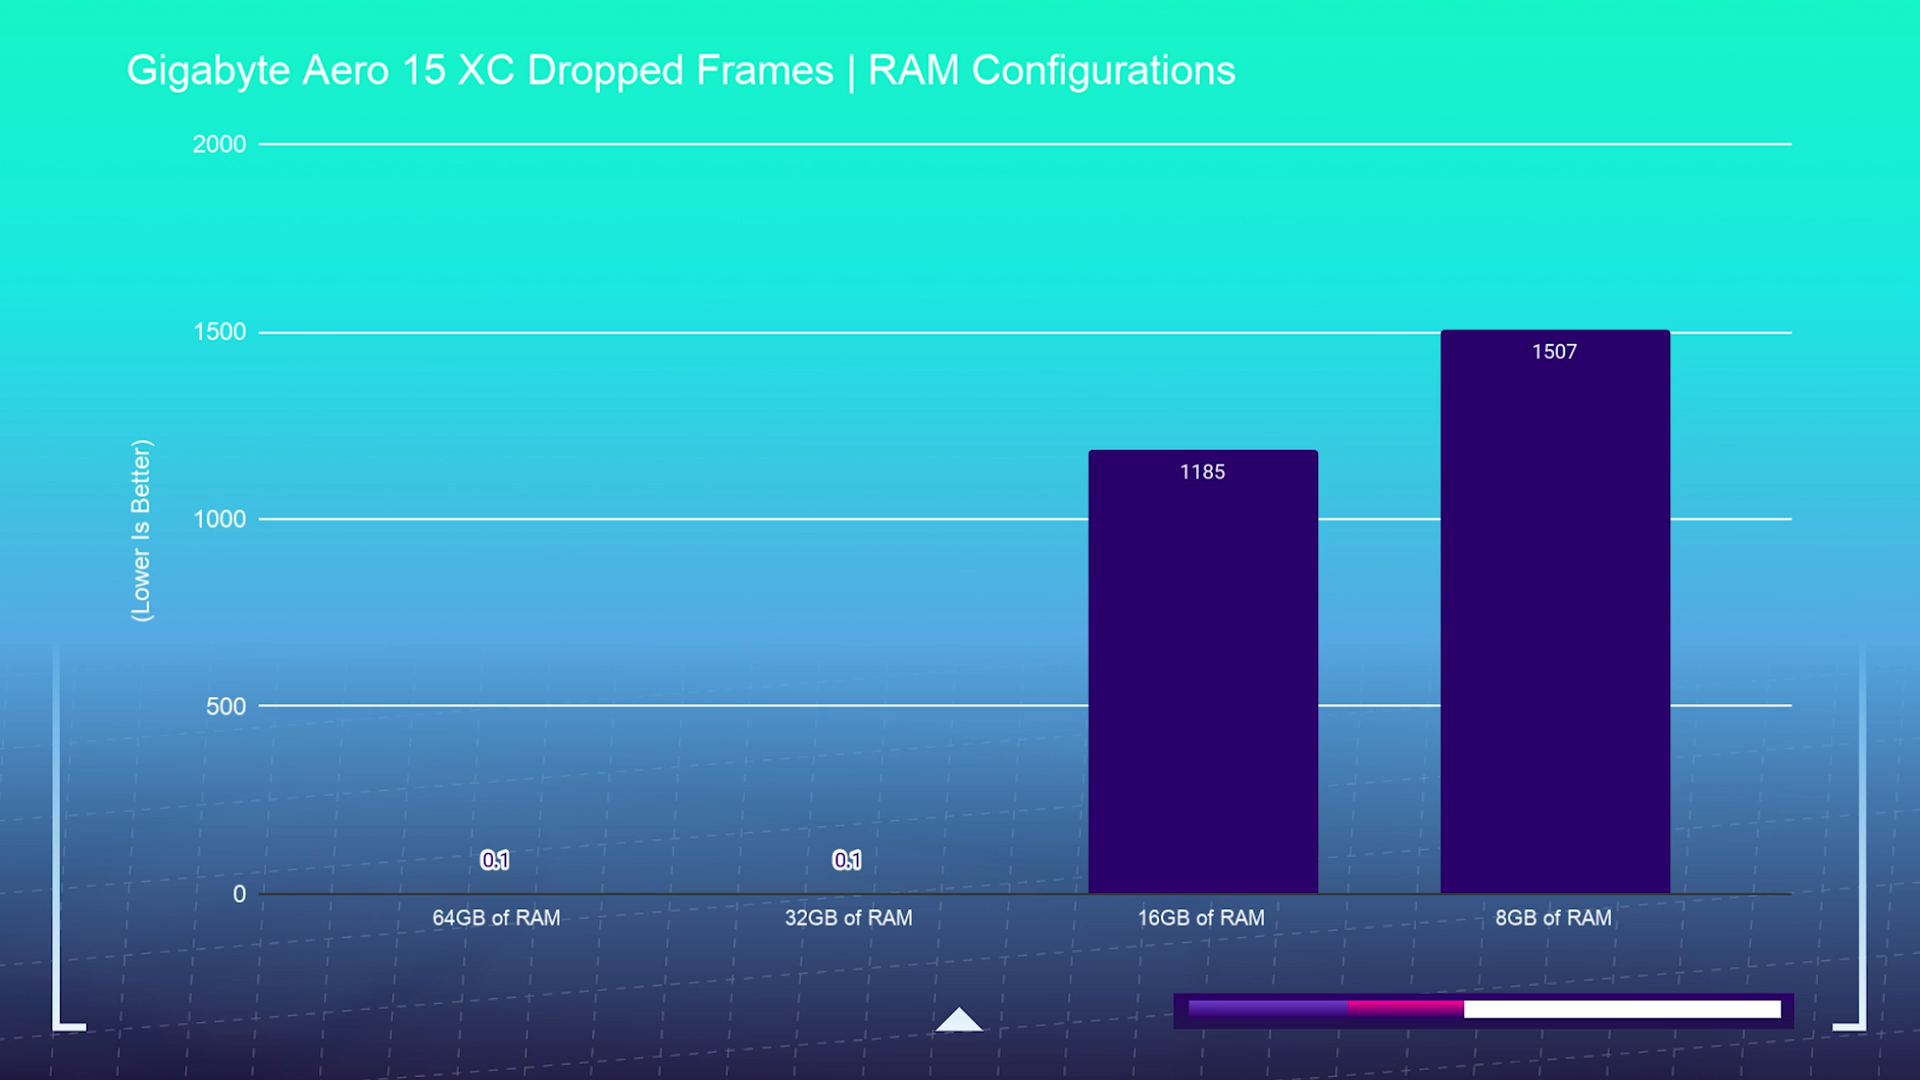 Gigabyte Aero 15 XC Dropped Frames | RAM Configurations
2000
1500
1000
500
0
(Lower Is Better)
0.1
0.1
1185
1507
64GB of RAM
32GB of RAM
16GB of RAM
8GB of RAM